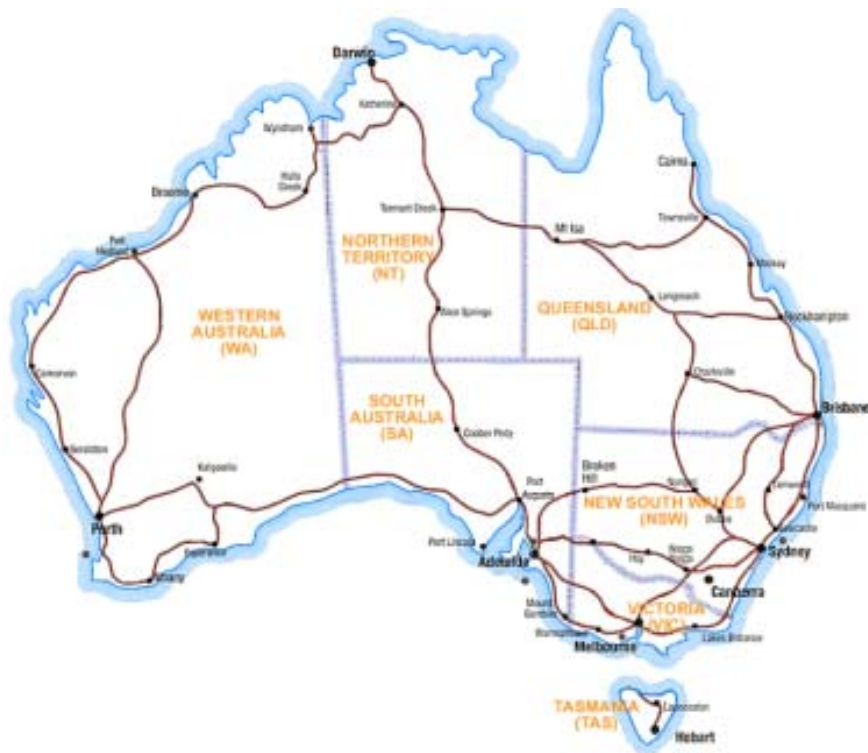 Darwin
Katherine
Wyndham
Halls
Creek
Broome
Port
Hedland
Cairns
Townsville
Tennant Creek
Mt Isa
Mackay
NORTHERN
TERRITORY
(NT)
Longreach
QUEENSLAND
(QLD)
Rockhampton
WESTERN
AUSTRALIA
(WA)
Alice Springs
Carnarvon
Charleville
SOUTH
AUSTRALIA
(SA)
Brisbane
Coober Pedy
Geraldton
Kalgoorlie
Broken
Hill
Port
Augusta
NEW SOUTH WALES
(NSW)
Port Macquarie
Perth
Dubbo
Newcastle
Esperance
Port Lincoln
Adelaide
Hay
Sydney
Albany
Canberra
Mount
Gambier
VICTORIA
(VIC)
Warrnambool
Melbourne
Lakes Entrance
TASMANIA
(TAS)
Launceston
Hobart